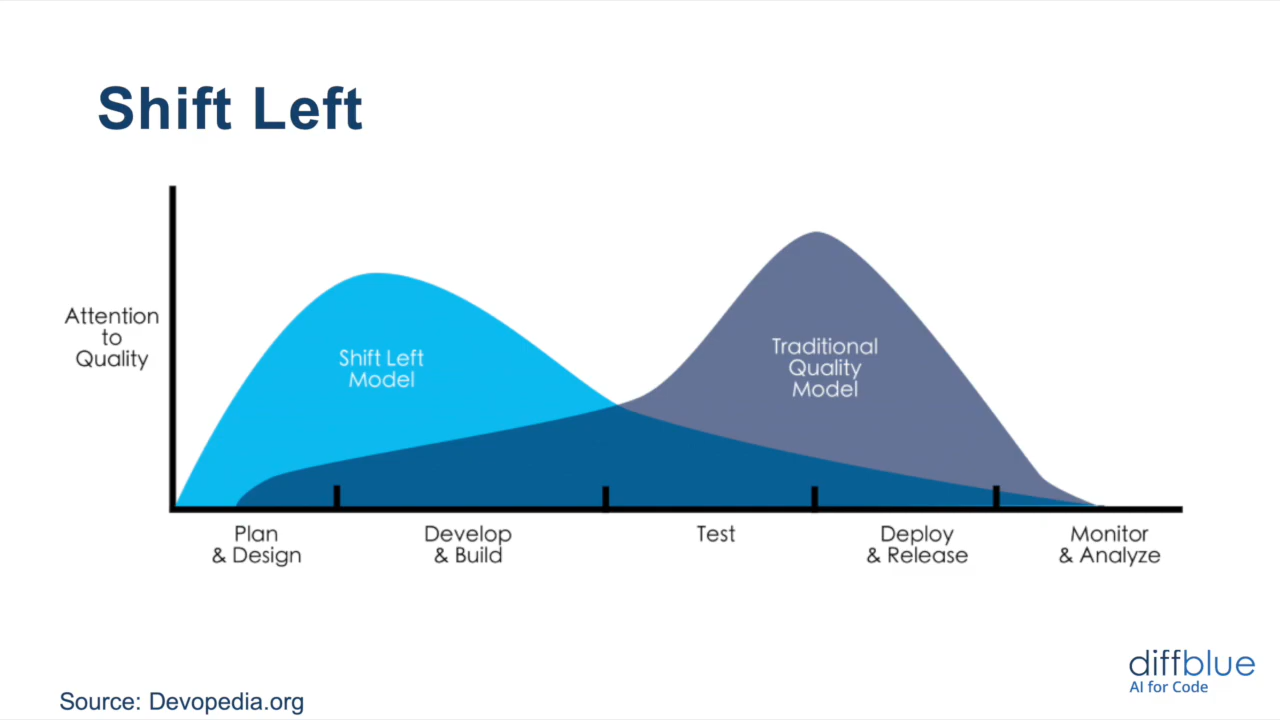 Shift Left
Attention
to
Quality
Shift Left
Model
Traditional
Quality
Model
Plan
& Design
Develop
& Build
Test
Deploy
& Release
Monitor
& Analyze
diffblue
AI for Code
Source: Devopedia.org